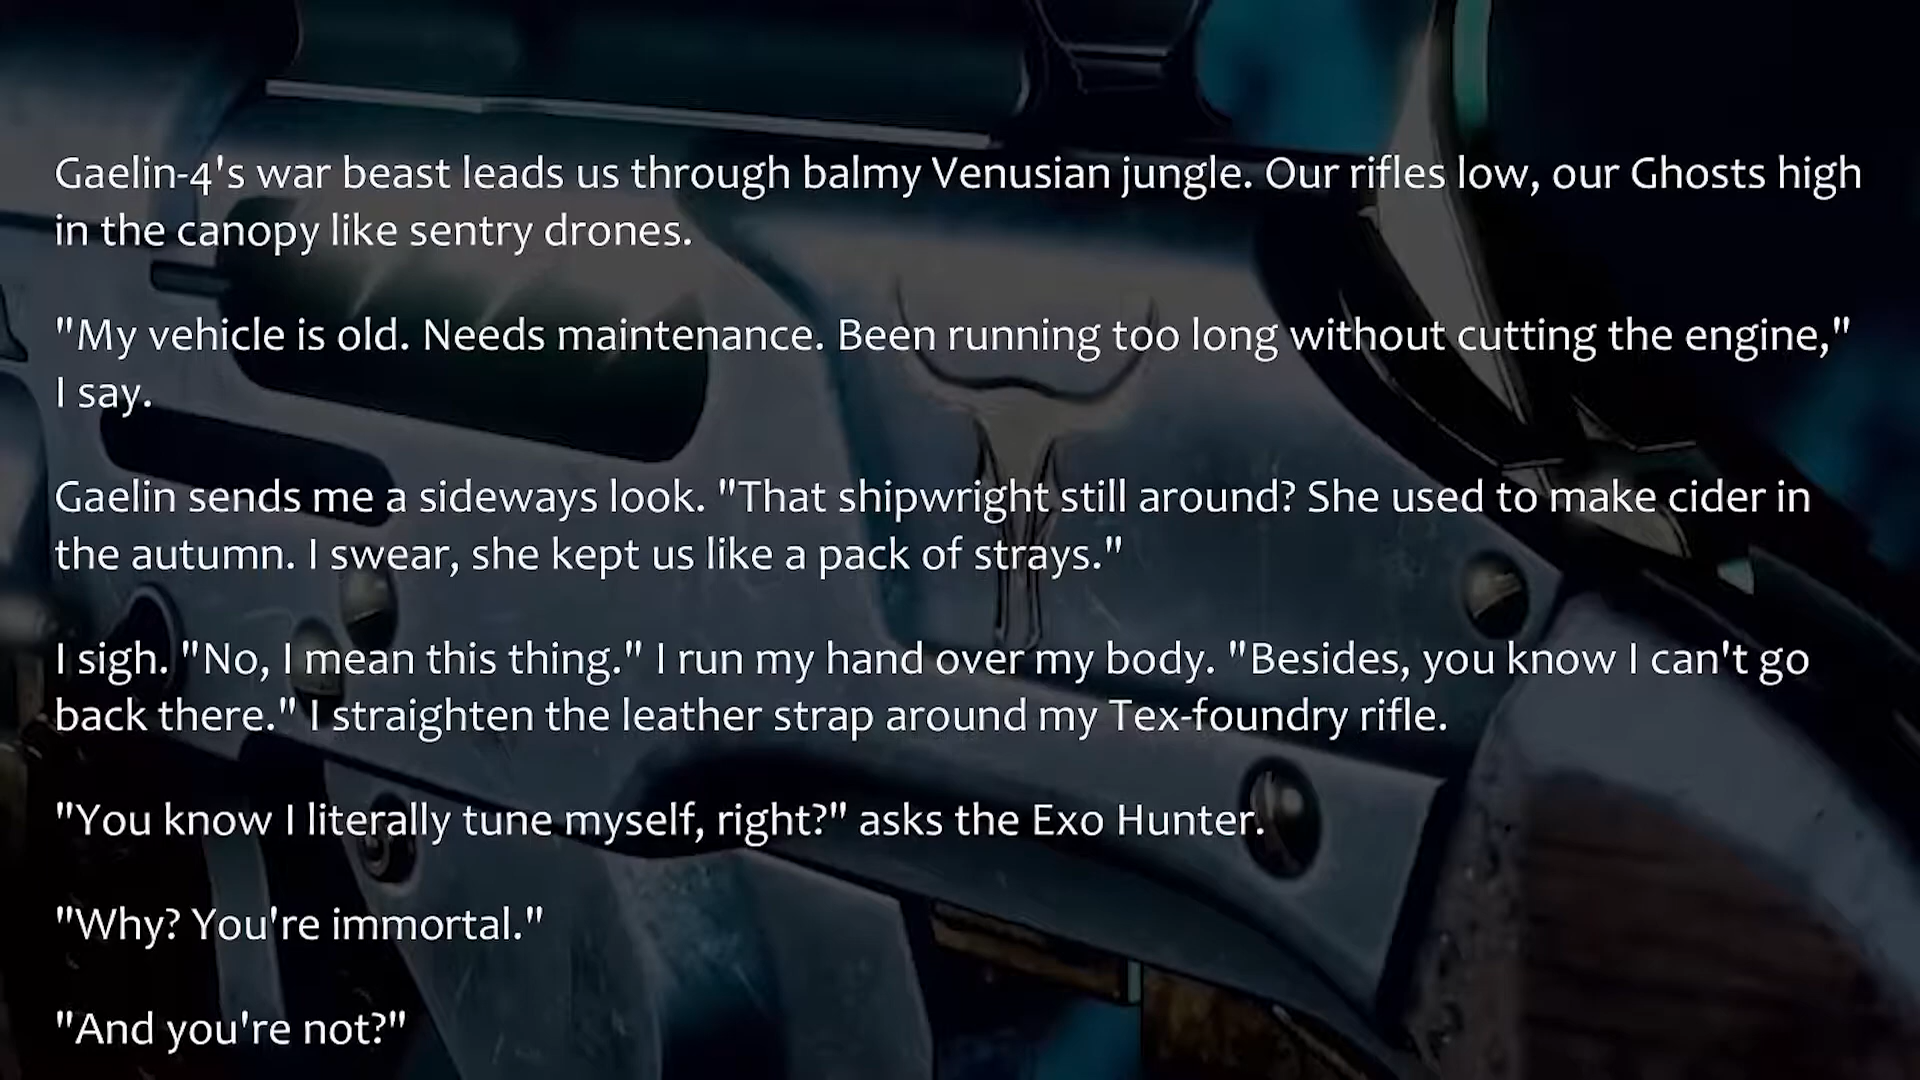 Gaelin-4's war beast leads us through balmy Venusian jungle. Our rifles low, our Ghosts high
in the canopy like sentry drones.
"My vehicle is old. Needs maintenance. Been running too long without cutting the engine,"
I say.
Gaelin sends me a sideways look. "That shipwright still around? She used to make cider in
the autumn. I swear, she kept us like a pack of strays."
I sigh. "No, I mean this thing." I run my hand over my body. "Besides, you know I can't go
back there." I straighten the leather strap around my Tex-foundry rifle.
"You know I literally tune myself, right?" asks the Exo Hunter.
"Why? You're immortal."
"And you're not?"